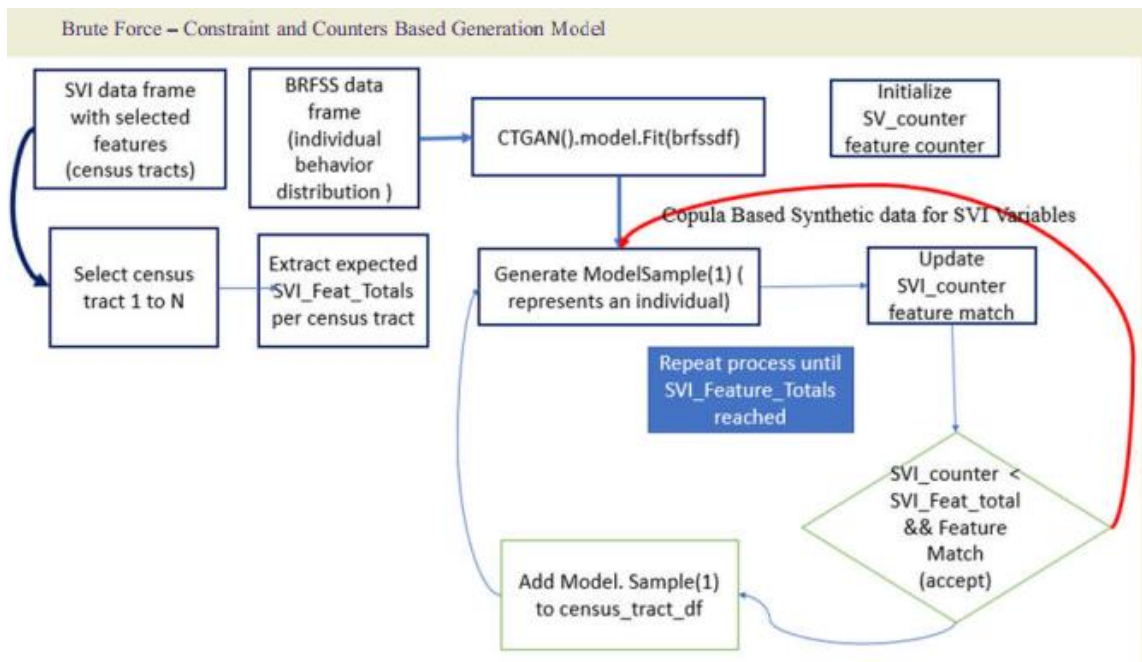 Brute Force – Constraint and Counters Based Generation Model
SVI data frame
with selected
features
(census tracts)
BRFSS data
frame
(individual
behavior
distribution )
CTGAN().model.Fit(brfssdf)
Initialize
SV_counter
feature counter
Copula Based Synthetic data for SVI Variables
Select census
tract 1 to N
Extract expected
SVI_Feat_Totals
per census tract
Generate ModelSample(1) (
represents an individual)
Update
SVI_counter
feature match
Repeat process until
SVI_Feature_Totals
reached
SVI_counter <
SVI_Feat_total
&& Feature
Match
(accept)
Add Model. Sample(1)
to census_tract_df